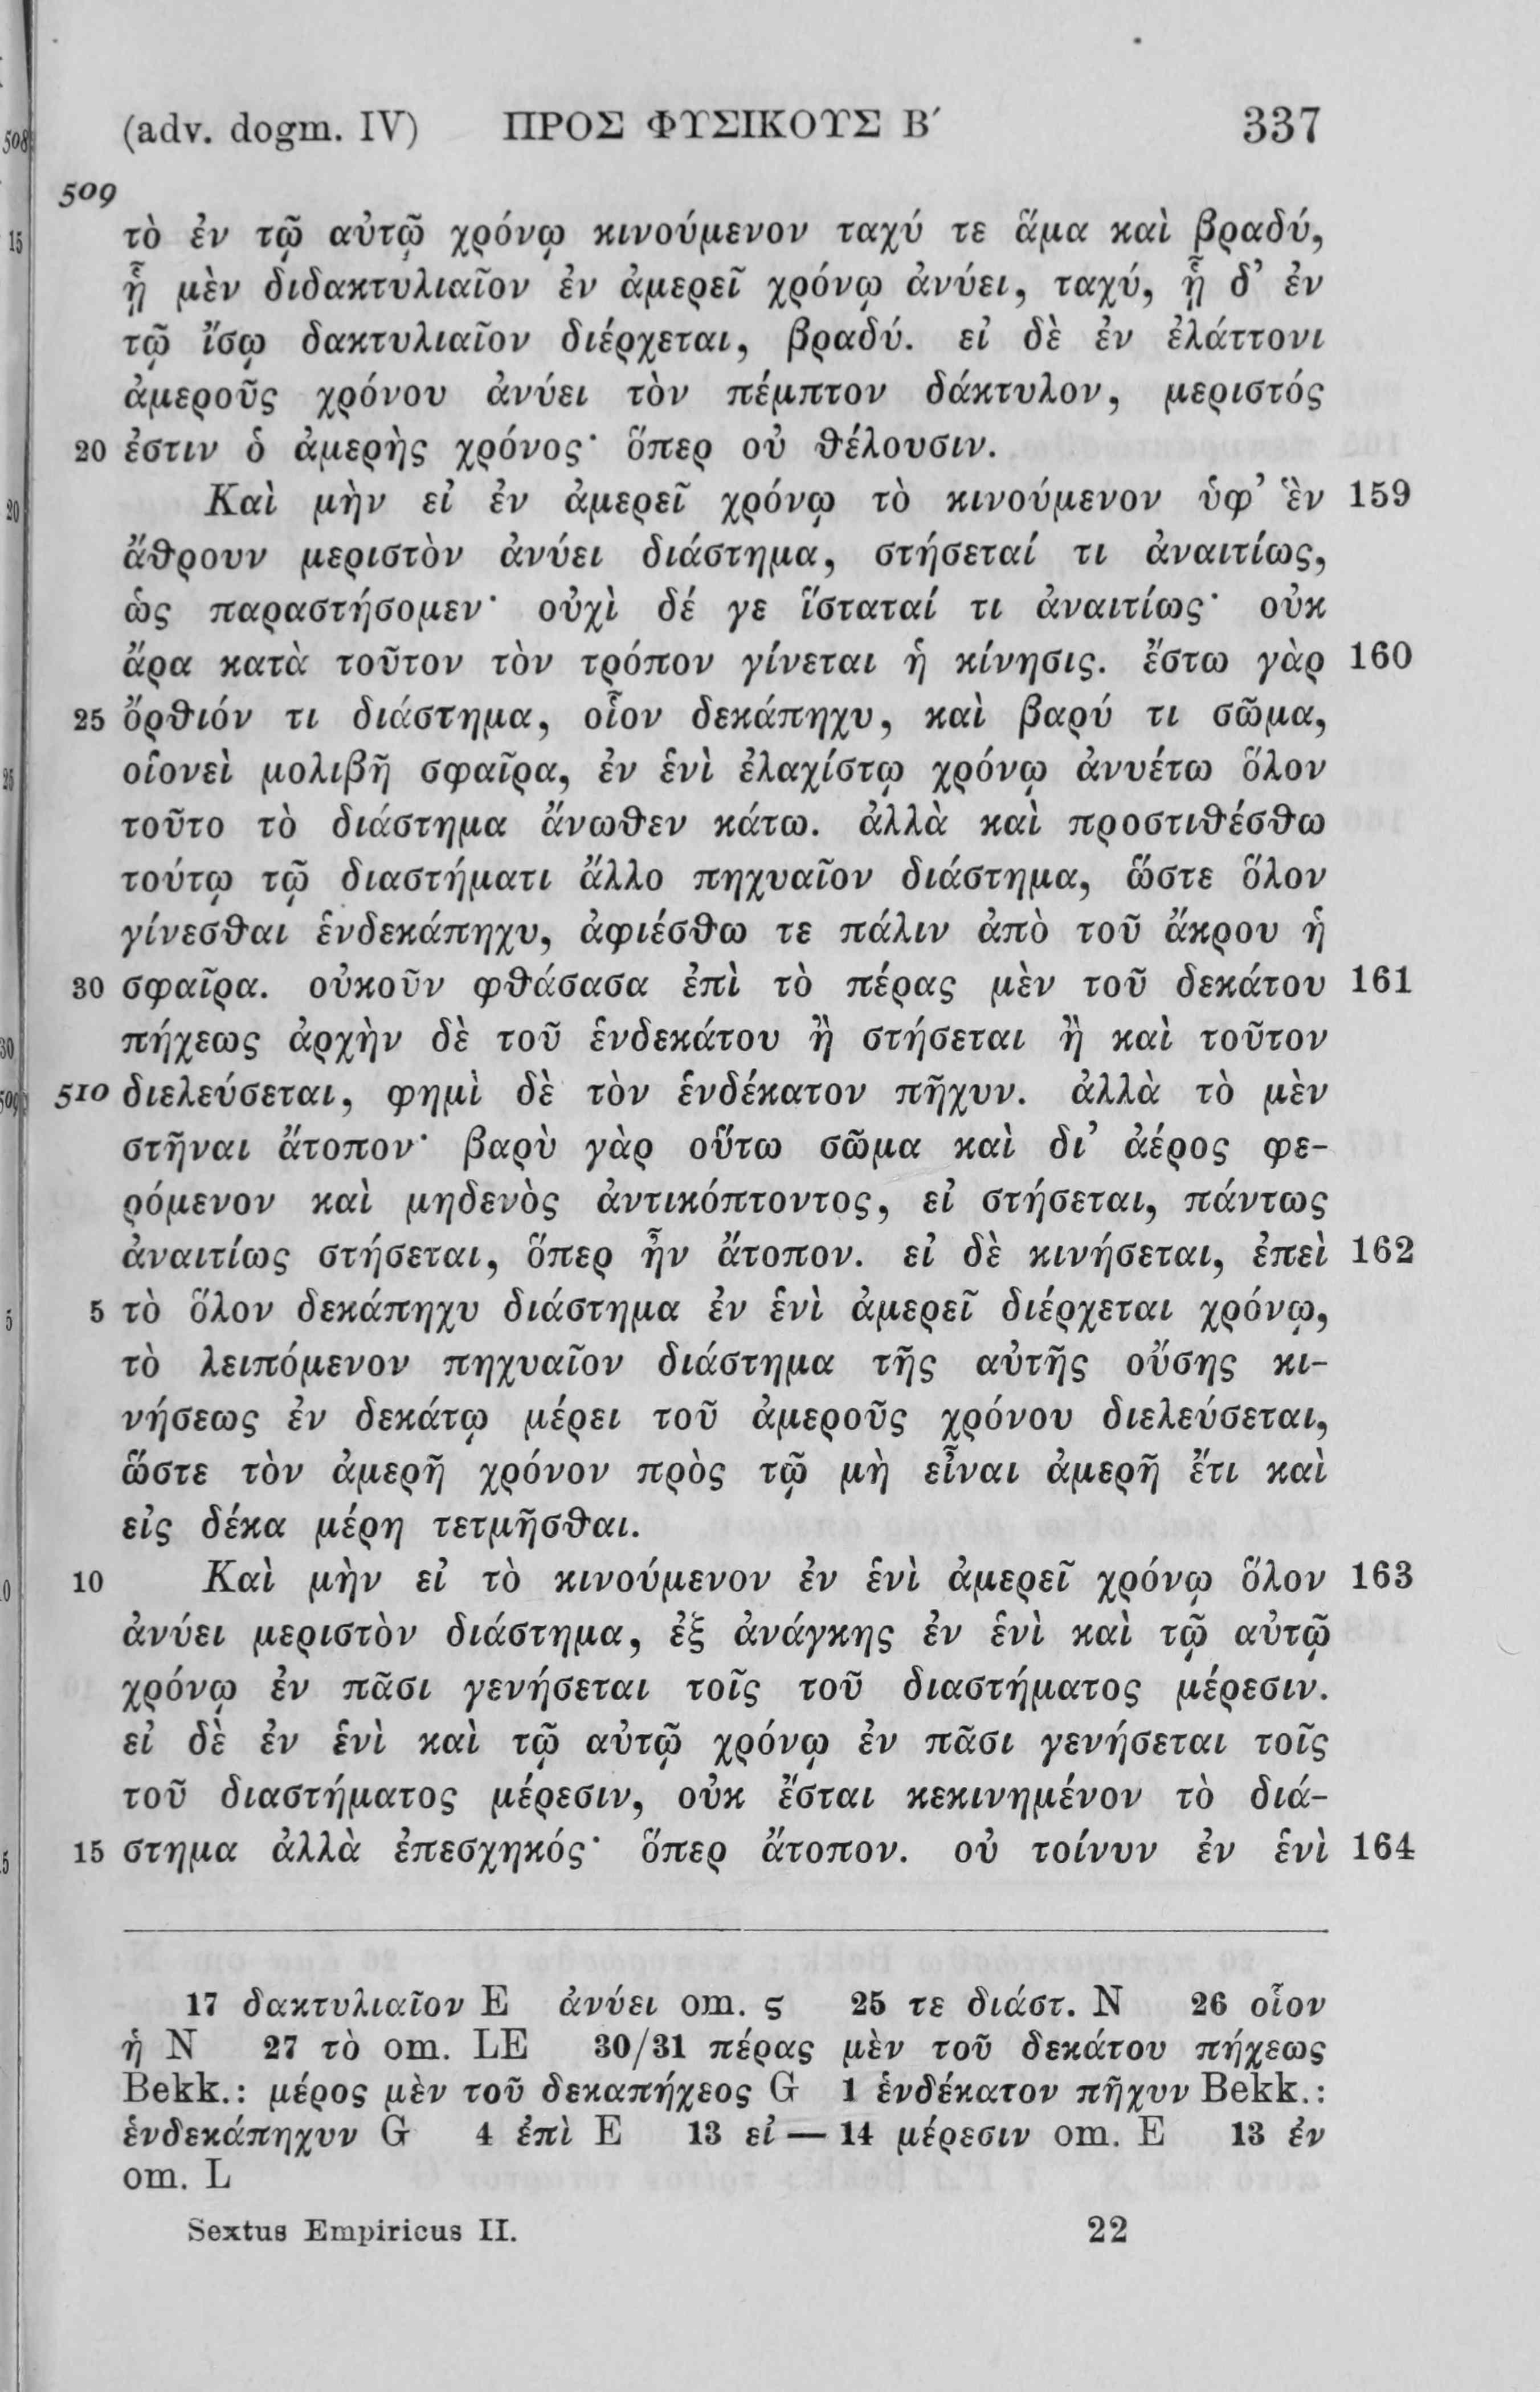 (adv. dogm. IV) ΠΡΟΣ ΦΥΣΙΚΟΥΣ Β′ 337
509
τὸ ἐν τῷ αὐτῷ χρόνῳ κινούμενον ταχύ τε ἅμα καὶ βραδύ,
ᾗ μὲν διδακτυλιαῖον ἐν ἀμερεῖ χρόνῳ ἀνύει, ταχύ, ᾗ δ’ ἐν
τῷ ἴσῳ δακτυλιαῖον διέρχεται, βραδύ. εἰ δὲ ἐν ἐλάττονι
ἀμεροῦς χρόνου ἀνύει τὸν πέμπτον δάκτυλον, μεριστός
20 ἐστιν ὁ ἀμερὴς χρόνος· ὅπερ οὐ θέλουσιν.
Καὶ μὴν εἰ ἐν ἀμερεῖ χρόνῳ τὸ κινούμενον ὑφ’ ἓν 159
ἄθρουν μεριστὸν ἀνύει διάστημα, στήσεταί τι ἀναιτίως,
ὡς παραστήσομεν· οὐχὶ δέ γε ἵσταταί τι ἀναιτίως· οὐκ
ἄρα κατὰ τοῦτον τὸν τρόπον γίνεται ἡ κίνησις. ἔστω γὰρ 160
25 ὄρθιόν τι διάστημα, οἷον δεκάπηχυ, καὶ βαρύ τι σῶμα,
οἱονεὶ μολιβῆ σφαῖρα, ἐν ἑνὶ ἐλαχίστῳ χρόνῳ ἀνυέτω ὅλον
τοῦτο τὸ διάστημα ἄνωθεν κάτω. ἀλλὰ καὶ προστιθέσθω
τούτῳ τῷ διαστήματι ἄλλο πηχυαῖον διάστημα, ὥστε ὅλον
γίνεσθαι ἑνδεκάπηχυ, ἀφιέσθω τε πάλιν ἀπὸ τοῦ ἄκρου ἡ
30 σφαῖρα. οὐκοῦν φθάσασα ἐπὶ τὸ πέρας μὲν τοῦ δεκάτου 161
πήχεως ἀρχὴν δὲ τοῦ ἑνδεκάτου ἢ στήσεται ἢ καὶ τοῦτον
510 διελεύσεται, φημὶ δὲ τὸν ἑνδέκατον πῆχυν. ἀλλὰ τὸ μὲν
στῆναι ἄτοπον· βαρὺ γὰρ οὕτω σῶμα καὶ δι’ ἀέρος φε-
ρόμενον καὶ μηδενὸς ἀντικόπτοντος, εἰ στήσεται, πάντως
ἀναιτίως στήσεται, ὅπερ ἦν ἄτοπον. εἰ δὲ κινήσεται, ἐπεὶ 162
5 τὸ ὅλον δεκάπηχυ διάστημα ἐν ἑνὶ ἀμερεῖ διέρχεται χρόνῳ,
τὸ λειπόμενον πηχυαῖον διάστημα τῆς αὐτῆς οὔσης κι-
νήσεως ἐν δεκάτῳ μέρει τοῦ ἀμεροῦς χρόνου διελεύσεται,
ὥστε τὸν ἀμερῆ χρόνον πρὸς τῷ μὴ εἶναι ἀμερῆ ἔτι καὶ
εἰς δέκα μέρη τετμῆσθαι.
10 Καὶ μὴν εἰ τὸ κινούμενον ἐν ἑνὶ ἀμερεῖ χρόνῳ ὅλον 163
ἀνύει μεριστὸν διάστημα, ἐξ ἀνάγκης ἐν ἑνὶ καὶ τῷ αὐτῷ
χρόνῳ ἐν πᾶσι γενήσεται τοῖς τοῦ διαστήματος μέρεσιν.
εἰ δὲ ἐν ἑνὶ καὶ τῷ αὐτῷ χρόνῳ ἐν πᾶσι γενήσεται τοῖς
τοῦ διαστήματος μέρεσιν, οὐκ ἔσται κεκινημένον τὸ διά-
15 στημα ἀλλὰ ἐπεσχηκός· ὅπερ ἄτοπον. οὐ τοίνυν ἐν ἑνὶ 164
17 δακτυλιαῖον E ἀνύει om. ς 25 τε διάστ. N 26 οἷον
ἡ N 27 τὸ om. LE 30/31 πέρας μὲν τοῦ δεκάτου πήχεως
Bekk.: μέρος μὲν τοῦ δεκαπήχεος G 1 ἑνδέκατον πῆχυν Bekk.:
ἑνδεκάπηχυν G 4 ἐπὶ E 13 εἰ — 14 μέρεσιν om. E 13 ἐν
om. L
Sextus Empiricus II. 22